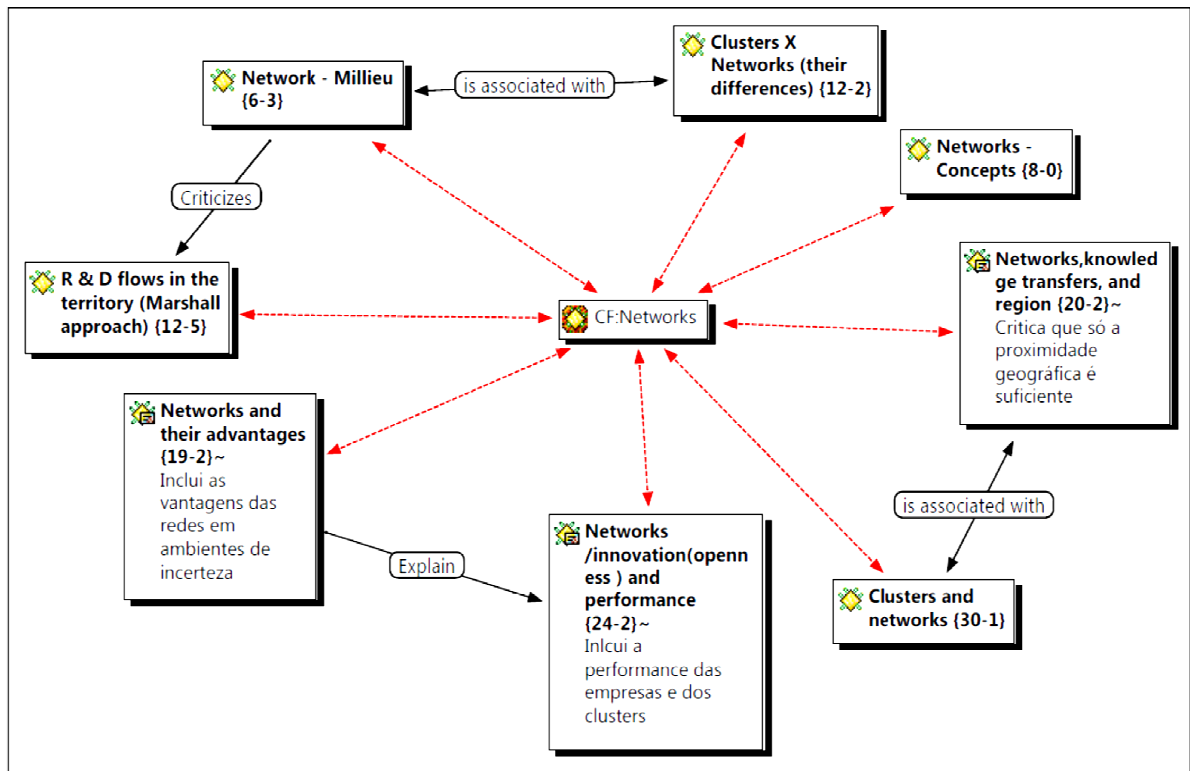 Network - Millieu
{6-3}
is associated with
Clusters X
Networks (their
differences) {12-2}
Networks -
Concepts {8-0}
Criticizes
R & D flows in the
territory (Marshall
approach) {12-5}
CF:Networks
Networks,knowled
ge transfers, and
region {20-2}~
Critica que só a
proximidade
geográfica é
suficiente
Networks and
their advantages
{19-2}~
Inclui as
vantagens das
redes em
ambientes de
incerteza
Explain
Networks
/innovation(openn
ess ) and
performance
{24-2}~
Inlcui a
performance das
empresas e dos
clusters
is associated with
Clusters and
networks {30-1}